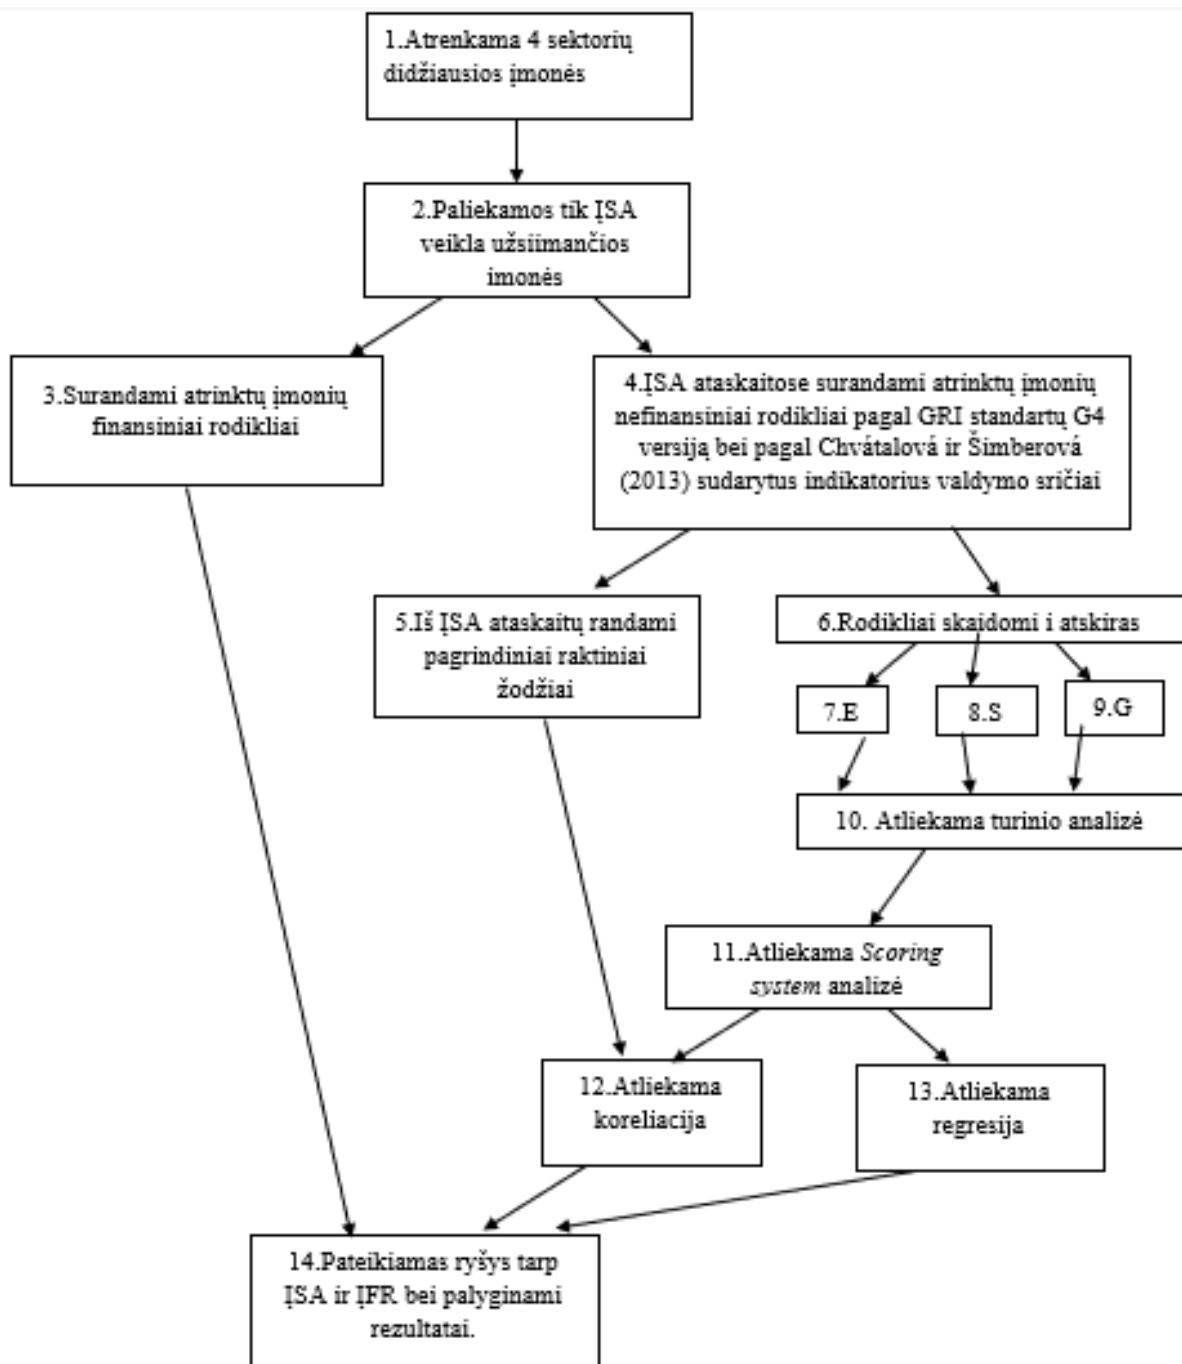 1.Atrenkama 4 sektorių
didžiausios įmonės
2.Paliekamos tik ĮSA
veikla užsiimančios
imonės
3.Surandami atrinktų įmonių
finansiniai rodikliai
4.ĮSA ataskaitose surandami atrinktų įmonių
nefinansiniai rodikliai pagal GRI standartų G4
versiją bei pagal Chvátalová ir Šimberová
(2013) sudarytus indikatorius valdymo sričiai
5.Iš ĮSA ataskaitų randami
pagrindiniai raktiniai
žodžiai
6.Rodikliai skaidomi i atskiras
7.E
8.S
9.G
10. Atliekama turinio analizė
11.Atliekama Scoring
system analizė
12.Atliekama
koreliacija
13.Atliekama
regresija
14.Pateikiamas ryšys tarp
ĮSA ir ĮFR bei palyginami
rezultatai.